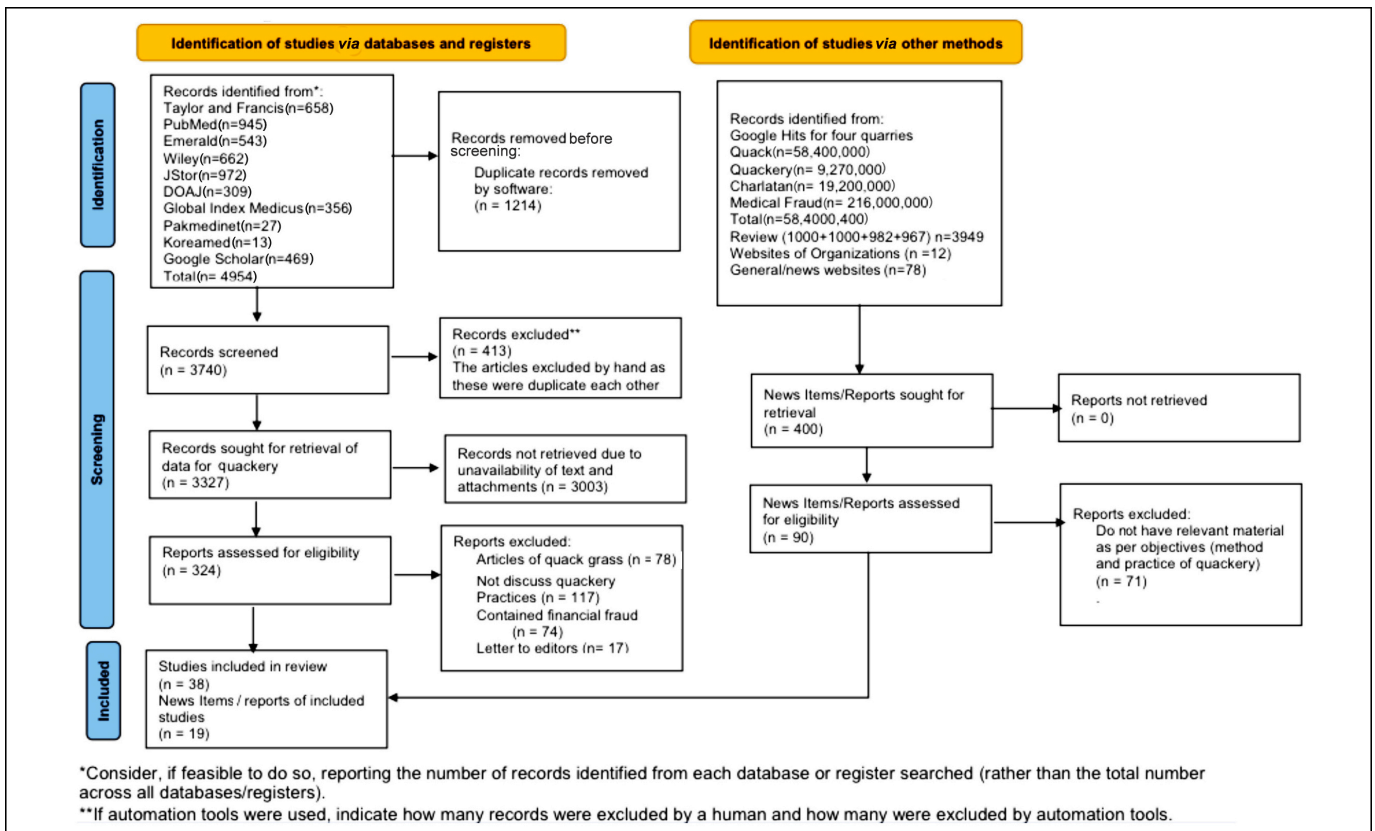 Identification of studies via databases and registers
Identification of studies via other methods
Identification
Records identified from*:
Taylor and Francis(n=658)
PubMed(n=945)
Emerald(n=543)
Wiley(n=662)
JStor(n=972)
DOAJ(n=309)
Global Index Medicus(n=356)
Pakmedinet(n=27)
Koreamed(n=13)
Google Scholar(n=469)
Total(n= 4954)
Records removed before
screening:
Duplicate records removed
by software:
(n = 1214)
Records identified from:
Google Hits for four quarries
Quack(n=58,400,000)
Quackery(n= 9,270,000)
Charlatan(n= 19,200,000)
Medical Fraud(n= 216,000,000)
Total(n=58,4000,400)
Review (1000+1000+982+967) n=3949
Websites of Organizations (n =12)
General/news websites (n=78)
Screening
Records screened
(n = 3740)
Records excluded**
(n = 413)
The articles excluded by hand as
these were duplicate each other
News Items/Reports sought for
retrieval
(n = 400)
Reports not retrieved
(n = 0)
Records sought for retrieval of
data for quackery
(n = 3327)
Records not retrieved due to
unavailability of text and
attachments (n = 3003)
News Items/Reports assessed
for eligibility
(n = 90)
Reports excluded:
Do not have relevant material
as per objectives (method
and practice of quackery)
(n = 71)
.
Reports assessed for eligibility
(n = 324)
Reports excluded:
Articles of quack grass (n = 78)
Not discuss quackery
Practices (n = 117)
Contained financial fraud
(n = 74)
Letter to editors (n= 17)
Included
Studies included in review
(n = 38)
News Items / reports of included
studies
(n = 19)
*Consider, if feasible to do so, reporting the number of records identified from each database or register searched (rather than the total number
across all databases/registers).
**If automation tools were used, indicate how many records were excluded by a human and how many were excluded by automation tools.